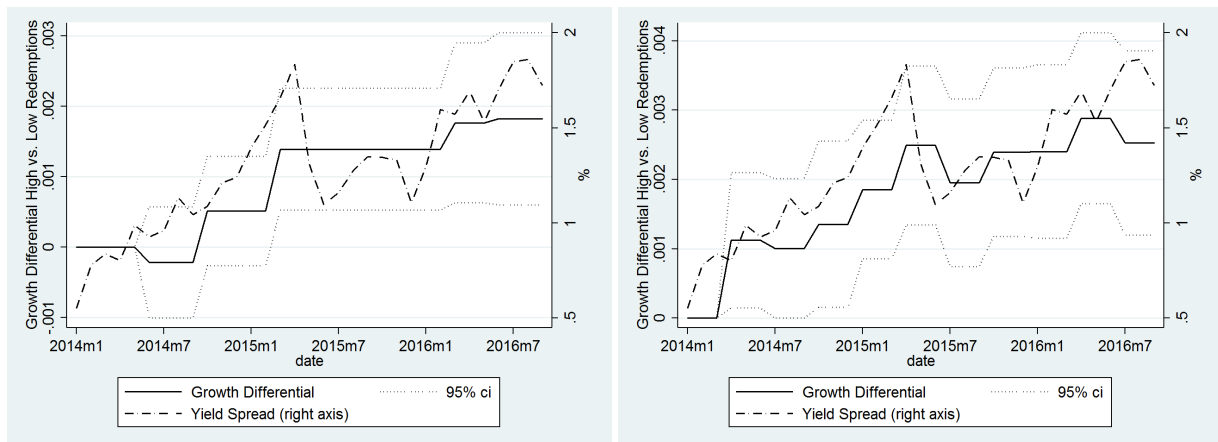 Growth Differential High vs. Low Redemptions
.003
.002
.001
0
-.001
2
1.5
1
.5
%
2014m1 2014m7 2015m1 2015m7 2016m1 2016m7
date
Growth Differential 95% ci
Yield Spread (right axis)
Growth Differential High vs. Low Redemptions
.004
.003
.002
.001
0
2
1.5
1
.5
%
2014m1 2014m7 2015m1 2015m7 2016m1 2016m7
date
Growth Differential 95% ci
Yield Spread (right axis)